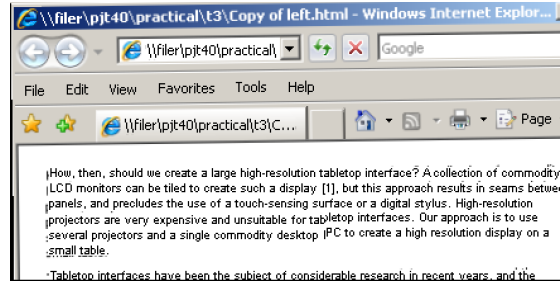 \\filer\pjt40\practical\t3\Copy of left.html - Windows Internet Explor...
\\filer\pjt40\practical\ Google
File Edit View Favorites Tools Help
\\filer\pjt40\practical\t3\C... Page
How, then, should we create a large high-resolution tabletop interface? A collection of commodity
LCD monitors can be tiled to create such a display [1], but this approach results in seams betwe
panels, and precludes the use of a touch-sensing surface or a digital stylus. High-resolution
projectors are very expensive and unsuitable for tabletop interfaces. Our approach is to use
several projectors and a single commodity desktop PC to create a high resolution display on a
small table.
Tabletop interfaces have been the subject of considerable research in recent years, and the